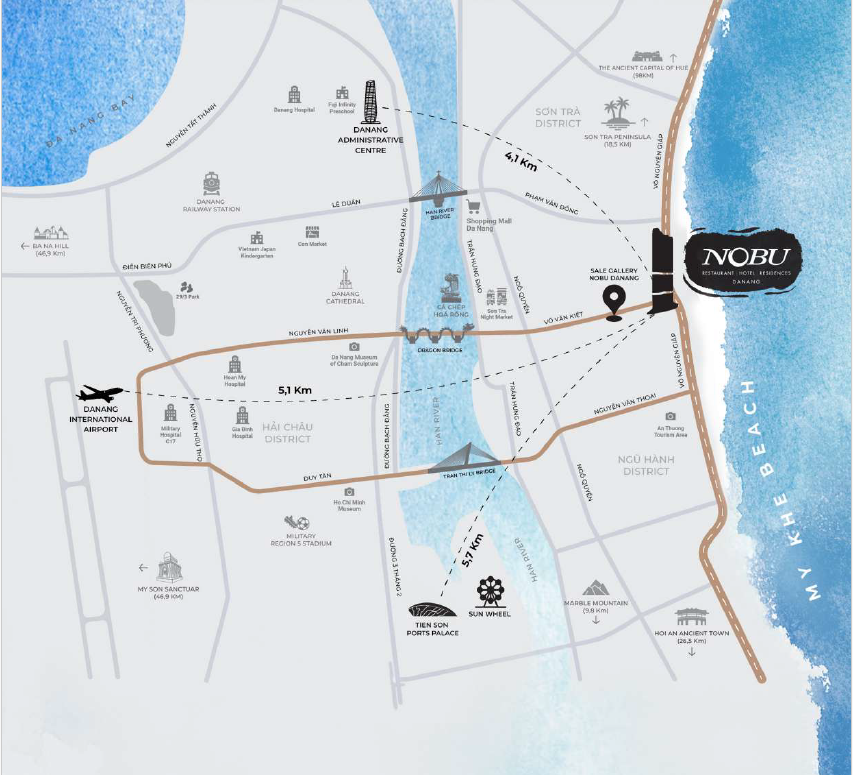 THE ANCIENT CAPITAL OF HUE
(98KM)
DA NANG BAY
NGUYỄN TẤT THÀNH
Danang Hospital
Fuji Infinity
Preschool
DANANG
ADMINISTRATIVE
CENTRE
SƠN TRÀ
DISTRICT
SON TRA PENINSULA
(18,5 KM)
VÕ NGUYÊN GIÁP
4,1 Km
DANANG
RAILWAY STATION
LÊ DUẨN
HAN RIVER
BRIDGE
PHẠM VĂN ĐỒNG
Shopping Mall
Da Nang
BA NA HILL
(46,9 Km)
Vietnam Japan
Kindergarten
Con Market
ĐƯỜNG BẠCH ĐẰNG
TRẦN HƯNG ĐẠO
NOBU
RESTAURANT HOTEL RESIDENCES
DANANG
ĐIỆN BIÊN PHỦ
SALE GALLERY
NOBU DANANG
29/3 Park
DANANG
CATHEDRAL
CÁ CHÉP
HOÁ RỒNG
Son Tra
Night Market
NGÔ QUYỀN
NGUYỄN TRI PHƯƠNG
NGUYỄN VĂN LINH
VÕ VĂN KIỆT
DRAGON BRIDGE
Da Nang Museum
of Cham Sculpture
Hoan My
Hospital
VÕ NGUYÊN GIÁP
5,1 Km
DANANG
INTERNATIONAL
AIRPORT
Military
Hospital
C17
NGUYỄN HỮU THỌ
Gia Dinh
Hospital
HẢI CHÂU
DISTRICT
ĐƯỜNG BẠCH ĐẰNG
HAN RIVER
TRẦN HƯNG ĐẠO
NGUYỄN VĂN THOẠI
An Thuong
Tourism Area
MY KHE BEACH
NGŨ HÀNH
DISTRICT
DUY TÂN
TRAN THI LY BRIDGE
NGÔ QUYỀN
Ho Chi Minh
Museum
MILITARY
REGION 5 STADIUM
5,7 Km
HAN RIVER
ĐƯỜNG 3 THÁNG 2
MY SON SANCTUAR
(46,9 KM)
TIEN SON
PORTS PALACE
SUN WHEEL
MARBLE MOUNTAIN
(9,8 Km)
HOI AN ANCIENT TOWN
(26,5 Km)